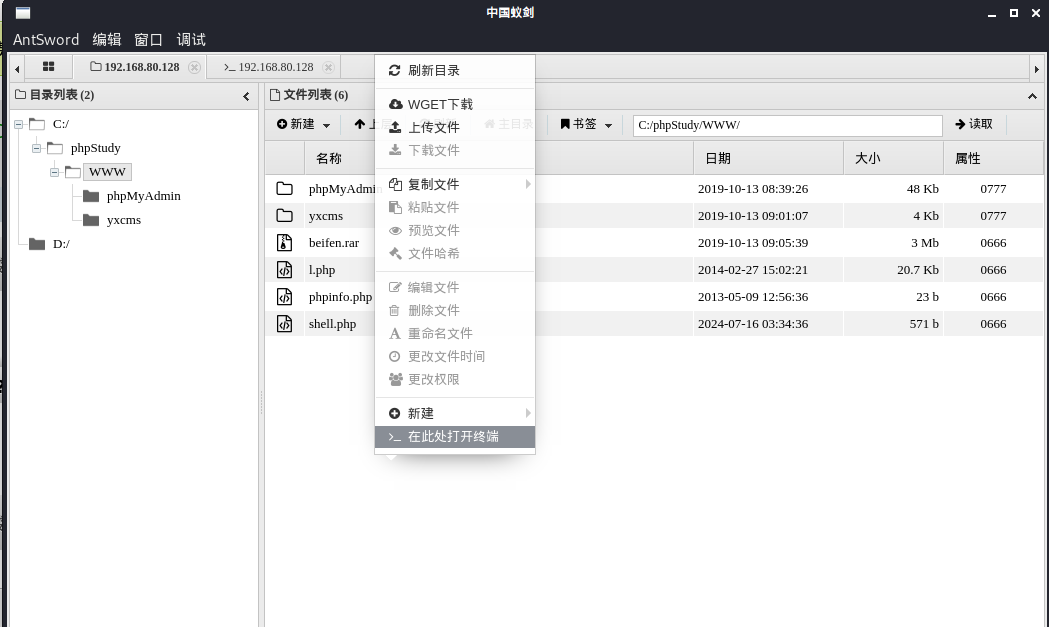 中国蚁剑
AntSword 编辑 窗口 调试
192.168.80.128 >_ 192.168.80.128
目录列表 (2)
文件列表 (6)
新建 上层 主目录 书签 C:/phpStudy/WWW/ 读取
名称 日期 大小 属性
C:/
phpStudy
WWW
phpMyAdmin
yxcms
D:/
phpMyAdmin 2019-10-13 08:39:26 48 Kb 0777
yxcms 2019-10-13 09:01:07 4 Kb 0777
beifen.rar 2019-10-13 09:05:39 3 Mb 0666
l.php 2014-02-27 15:02:21 20.7 Kb 0666
phpinfo.php 2013-05-09 12:56:36 23 b 0666
shell.php 2024-07-16 03:34:36 571 b 0666
刷新目录
WGET下载
上传文件
下载文件
复制文件
粘贴文件
预览文件
文件哈希
编辑文件
删除文件
重命名文件
更改文件时间
更改权限
新建
>_ 在此处打开终端